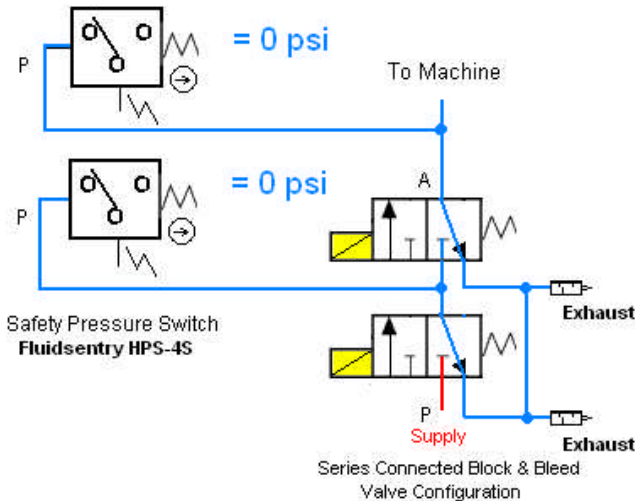 = 0 psi
P
To Machine
= 0 psi
A
P
Exhaust
Safety Pressure Switch
Fluidsentry HPS-4S
P
Supply
Exhaust
Series Connected Block & Bleed
Valve Configuration